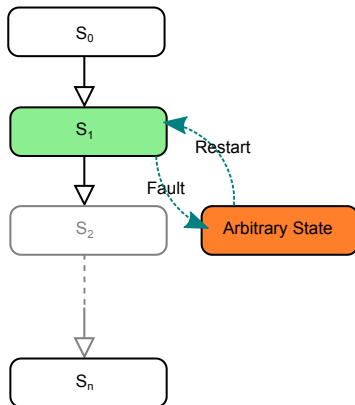 S₀
S₁
Restart
Fault
S₂
Arbitrary State
Sₙ